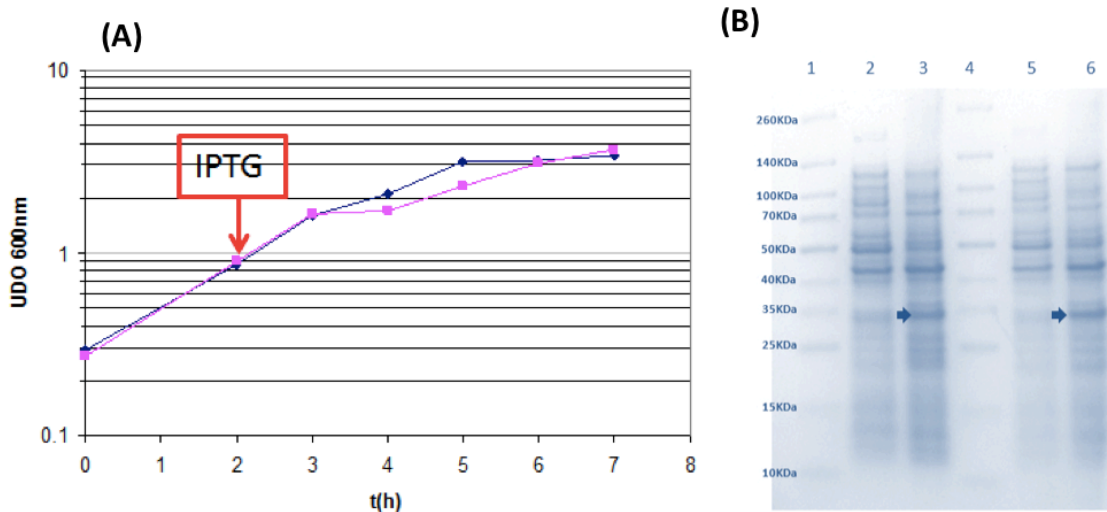 (A)
10
1
0.1
UDO 600nm
IPTG
0 1 2 3 4 5 6 7 8
t(h)
(B)
1 2 3 4 5 6
260KDa
140KDa
100KDa
70KDa
50KDa
40KDa
35KDa
25KDa
15KDa
10KDa